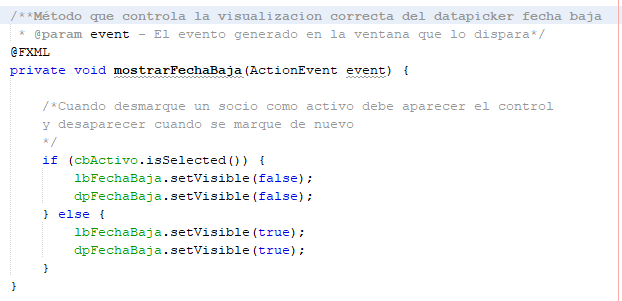 /**Método que controla la visualizacion correcta del datapicker fecha baja
* @param event - El evento generado en la ventana que lo dispara*/
@FXML
private void mostrarFechaBaja(ActionEvent event) {
/*Cuando desmarque un socio como activo debe aparecer el control
y desaparecer cuando se marque de nuevo
*/
if (cbActivo.isSelected()) {
lbFechaBaja.setVisible(false);
dpFechaBaja.setVisible(false);
} else {
lbFechaBaja.setVisible(true);
dpFechaBaja.setVisible(true);
}
}